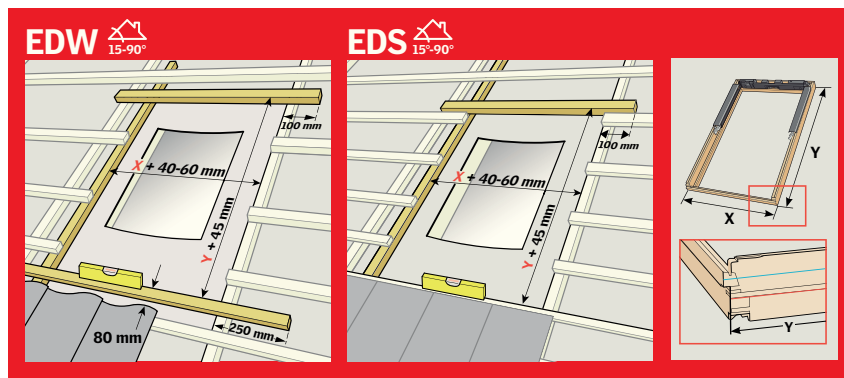 EDW
15-90°
100 mm
X + 40-60 mm
Y + 45 mm
80 mm
250 mm
EDS
15°-90°
100 mm
X + 40-60 mm
Y + 45 mm
Y
X
Y